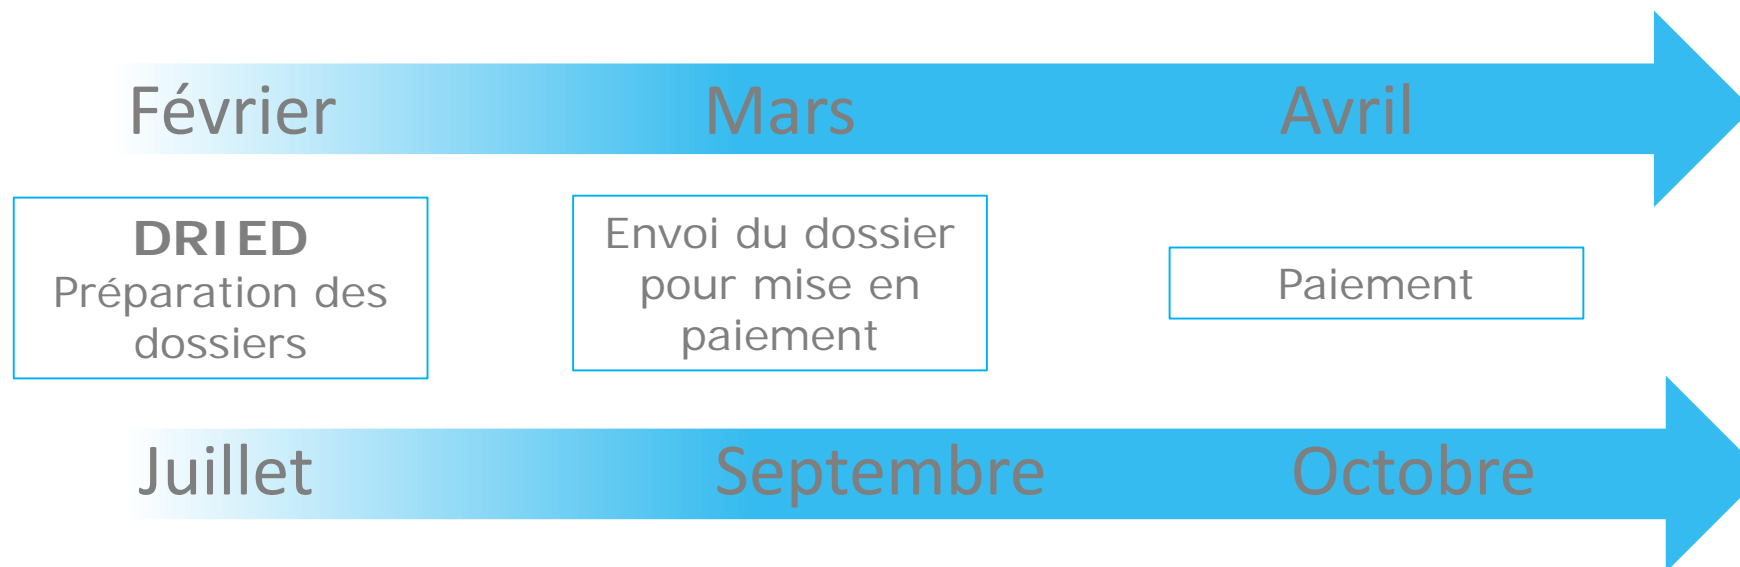 Février Mars Avril
DRIED
Préparation des
dossiers
Envoi du dossier
pour mise en
paiement
Paiement
Juillet Septembre Octobre